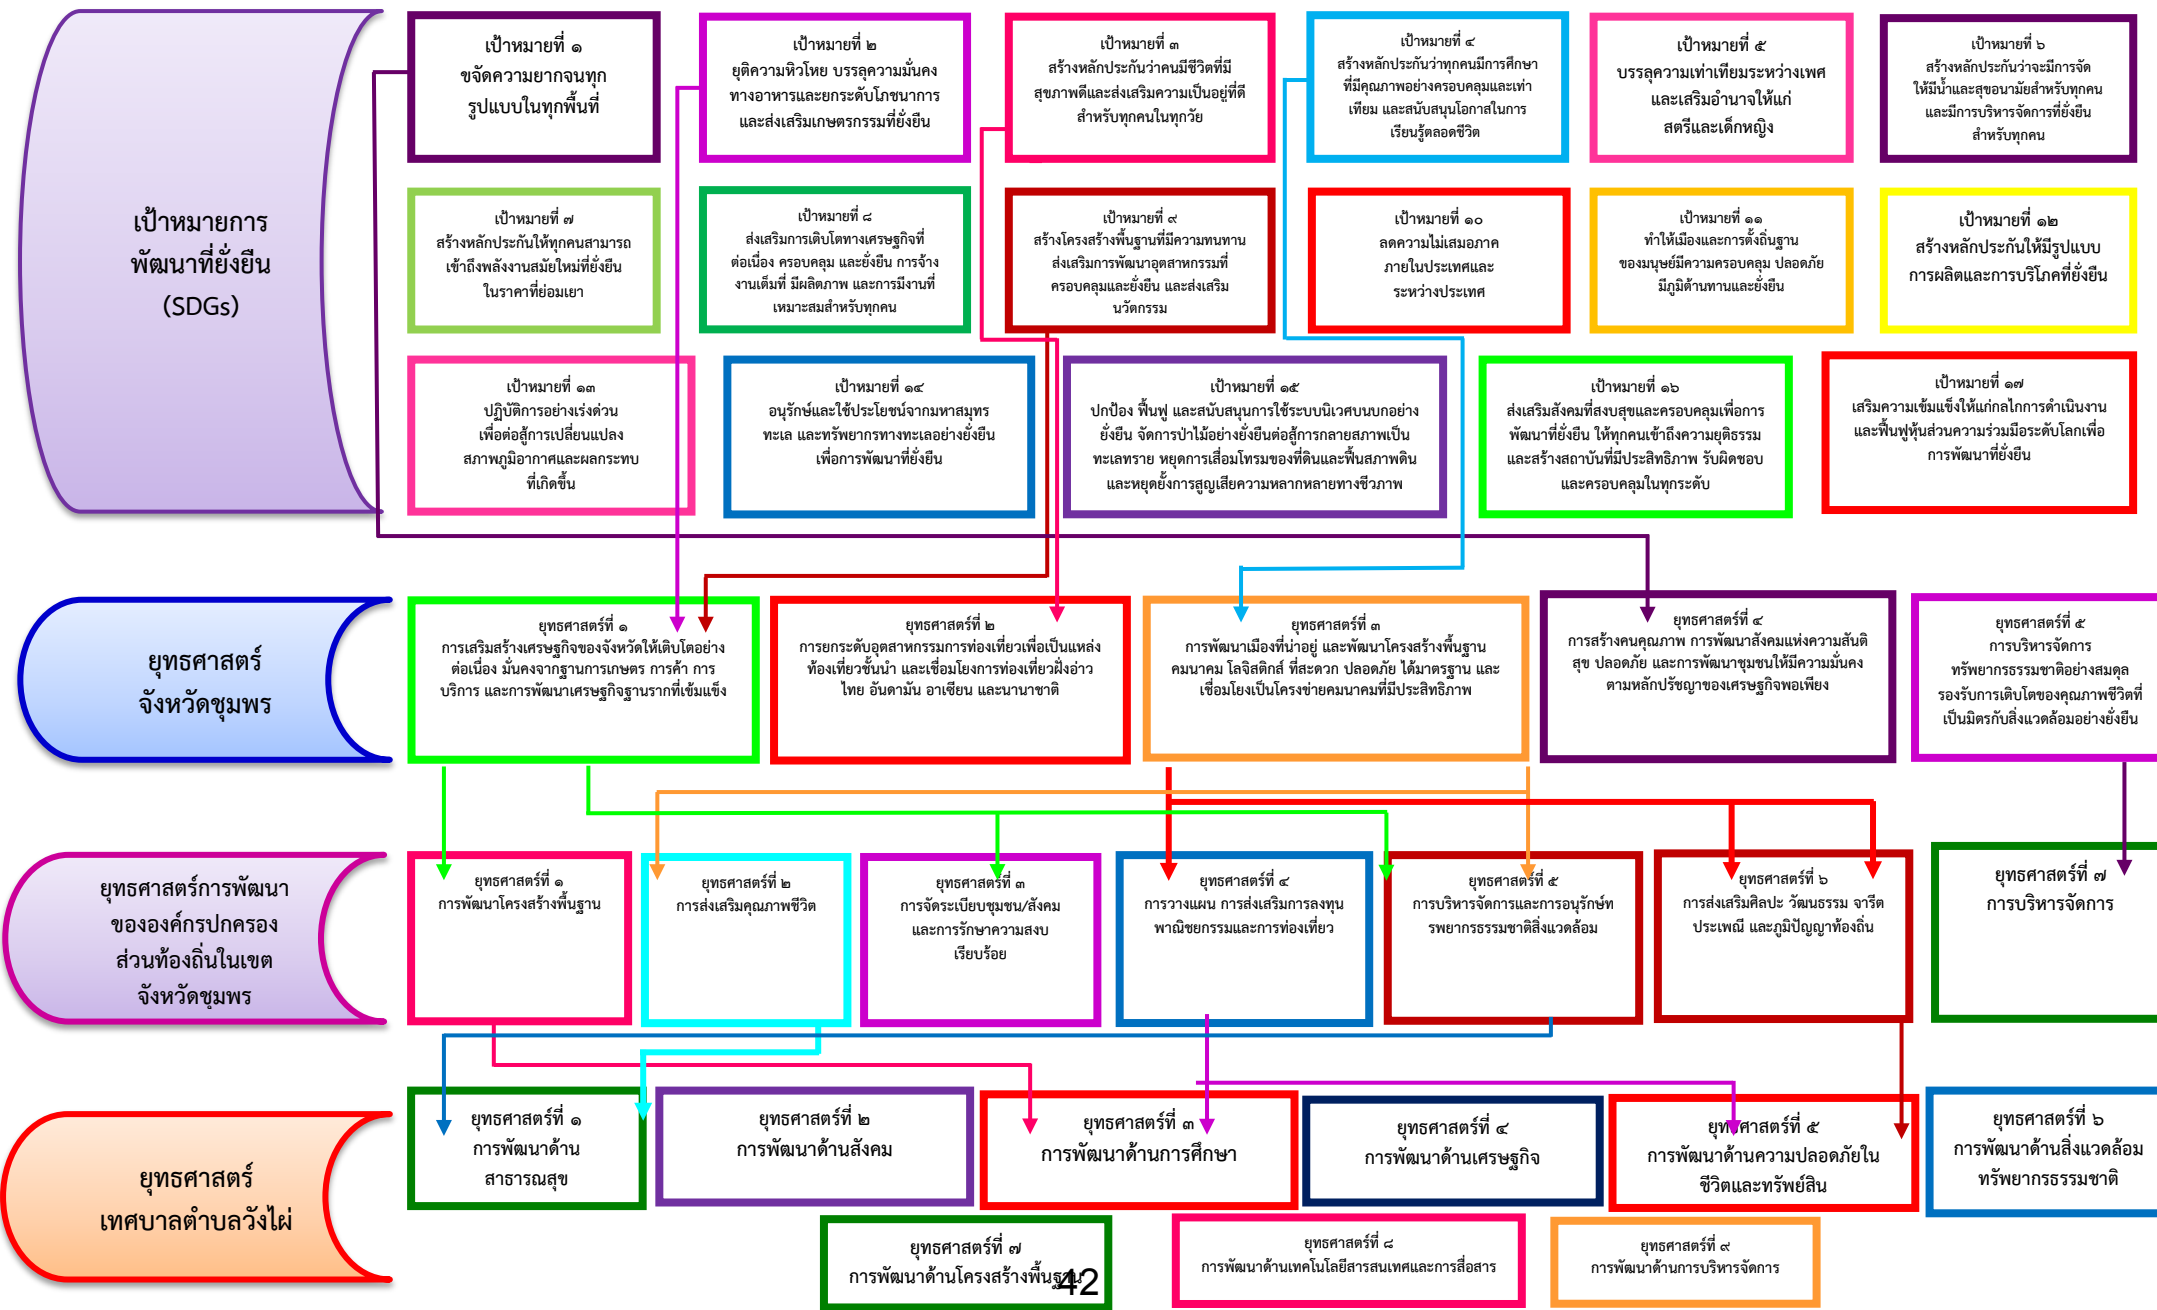 เป้าหมายการ
พัฒนาที่ยั่งยืน
(SDGs)
เป้าหมายที่ ๑
ขจัดความยากจนทุก
รูปแบบในทุกพื้นที่
เป้าหมายที่ ๒
ยุติความหิวโหย บรรลุความมั่นคง
ทางอาหารและยกระดับโภชนาการ
และส่งเสริมเกษตรกรรมที่ยั่งยืน
เป้าหมายที่ ๓
สร้างหลักประกันว่าคนมีชีวิตที่มี
สุขภาพดีและส่งเสริมความเป็นอยู่ที่ดี
สำหรับทุกคนในทุกวัย
เป้าหมายที่ ๔
สร้างหลักประกันว่าทุกคนมีการศึกษา
ที่มีคุณภาพอย่างครอบคลุมและเท่า
เทียม และสนับสนุนโอกาสในการ
เรียนรู้ตลอดชีวิต
เป้าหมายที่ ๕
บรรลุความเท่าเทียมระหว่างเพศ
และเสริมอำนาจให้แก่
สตรีและเด็กหญิง
เป้าหมายที่ ๖
สร้างหลักประกันว่าจะมีการจัด
ให้มีน้ำและสุขอนามัยสำหรับทุกคน
และมีการบริหารจัดการที่ยั่งยืน
สำหรับทุกคน
เป้าหมายที่ ๗
สร้างหลักประกันให้ทุกคนสามารถ
เข้าถึงพลังงานสมัยใหม่ที่ยั่งยืน
ในราคาที่ย่อมเยา
เป้าหมายที่ ๘
ส่งเสริมการเติบโตทางเศรษฐกิจที่
ต่อเนื่อง ครอบคลุม และยั่งยืน การจ้าง
งานเต็มที่ มีผลิตภาพ และการมีงานที่
เหมาะสมสำหรับทุกคน
เป้าหมายที่ ๙
สร้างโครงสร้างพื้นฐานที่มีความทนทาน
ส่งเสริมการพัฒนาอุตสาหกรรมที่
ครอบคลุมและยั่งยืน และส่งเสริม
นวัตกรรม
เป้าหมายที่ ๑๐
ลดความไม่เสมอภาค
ภายในประเทศและ
ระหว่างประเทศ
เป้าหมายที่ ๑๑
ทำให้เมืองและการตั้งถิ่นฐาน
ของมนุษย์มีความครอบคลุม ปลอดภัย
มีภูมิต้านทานและยั่งยืน
เป้าหมายที่ ๑๒
สร้างหลักประกันให้มีรูปแบบ
การผลิตและการบริโภคที่ยั่งยืน
เป้าหมายที่ ๑๓
ปฏิบัติการอย่างเร่งด่วน
เพื่อต่อสู้การเปลี่ยนแปลง
สภาพภูมิอากาศและผลกระทบ
ที่เกิดขึ้น
เป้าหมายที่ ๑๔
อนุรักษ์และใช้ประโยชน์จากมหาสมุทร
ทะเล และทรัพยากรทางทะเลอย่างยั่งยืน
เพื่อการพัฒนาที่ยั่งยืน
เป้าหมายที่ ๑๕
ปกป้อง ฟื้นฟู และสนับสนุนการใช้ระบบนิเวศบนบกอย่าง
ยั่งยืน จัดการป่าไม้อย่างยั่งยืนต่อสู้การกลายสภาพเป็น
ทะเลทราย หยุดการเสื่อมโทรมของที่ดินและฟื้นสภาพดิน
และหยุดยั้งการสูญเสียความหลากหลายทางชีวภาพ
เป้าหมายที่ ๑๖
ส่งเสริมสังคมที่สงบสุขและครอบคลุมเพื่อการ
พัฒนาที่ยั่งยืน ให้ทุกคนเข้าถึงความยุติธรรม
และสร้างสถาบันที่มีประสิทธิภาพ รับผิดชอบ
และครอบคลุมในทุกระดับ
เป้าหมายที่ ๑๗
เสริมความเข้มแข็งให้แก่กลไกการดำเนินงาน
และฟื้นฟูหุ้นส่วนความร่วมมือระดับโลกเพื่อ
การพัฒนาที่ยั่งยืน
ยุทธศาสตร์
จังหวัดชุมพร
ยุทธศาสตร์ที่ ๑
การเสริมสร้างเศรษฐกิจของจังหวัดให้เติบโตอย่าง
ต่อเนื่อง มั่นคงจากฐานการเกษตร การค้า การ
บริการ และการพัฒนาเศรษฐกิจฐานรากที่เข้มแข็ง
ยุทธศาสตร์ที่ ๒
การยกระดับอุตสาหกรรมการท่องเที่ยวเพื่อเป็นแหล่ง
ท้องเที่ยวชั้นนำ และเชื่อมโยงการท่องเที่ยวฝั่งอ่าว
ไทย อันดามัน อาเซียน และนานาชาติ
ยุทธศาสตร์ที่ ๓
การพัฒนาเมืองที่น่าอยู่ และพัฒนาโครงสร้างพื้นฐาน
คมนาคม โลจิสติกส์ ที่สะดวก ปลอดภัย ได้มาตรฐาน และ
เชื่อมโยงเป็นโครงข่ายคมนาคมที่มีประสิทธิภาพ
ยุทธศาสตร์ที่ ๔
การสร้างคนคุณภาพ การพัฒนาสังคมแห่งความสันติ
สุข ปลอดภัย และการพัฒนาชุมชนให้มีความมั่นคง
ตามหลักปรัชญาของเศรษฐกิจพอเพียง
ยุทธศาสตร์ที่ ๕
การบริหารจัดการ
ทรัพยากรธรรมชาติอย่างสมดุล
รองรับการเติบโตของคุณภาพชีวิตที่
เป็นมิตรกับสิ่งแวดล้อมอย่างยั่งยืน
ยุทธศาสตร์การพัฒนา
ขององค์กรปกครอง
ส่วนท้องถิ่นในเขต
จังหวัดชุมพร
ยุทธศาสตร์ที่ ๑
การพัฒนาโครงสร้างพื้นฐาน
ยุทธศาสตร์ที่ ๒
การส่งเสริมคุณภาพชีวิต
ยุทธศาสตร์ที่ ๓
การจัดระเบียบชุมชน/สังคม
และการรักษาความสงบ
เรียบร้อย
ยุทธศาสตร์ที่ ๔
การวางแผน การส่งเสริมการลงทุน
พาณิชยกรรมและการท่องเที่ยว
ยุทธศาสตร์ที่ ๕
การบริหารจัดการและการอนุรักษ์ท
รพยากรธรรมชาติสิ่งแวดล้อม
ยุทธศาสตร์ที่ ๖
การส่งเสริมศิลปะ วัฒนธรรม จารีต
ประเพณี และภูมิปัญญาท้องถิ่น
ยุทธศาสตร์ที่ ๗
การบริหารจัดการ
ยุทธศาสตร์
เทศบาลตำบลวังไผ่
ยุทธศาสตร์ที่ ๑
การพัฒนาด้าน
สาธารณสุข
ยุทธศาสตร์ที่ ๒
การพัฒนาด้านสังคม
ยุทธศาสตร์ที่ ๓
การพัฒนาด้านการศึกษา
ยุทธศาสตร์ที่ ๔
การพัฒนาด้านเศรษฐกิจ
ยุทธศาสตร์ที่ ๕
การพัฒนาด้านความปลอดภัยใน
ชีวิตและทรัพย์สิน
ยุทธศาสตร์ที่ ๖
การพัฒนาด้านสิ่งแวดล้อม
ทรัพยากรธรรมชาติ
ยุทธศาสตร์ที่ ๗
การพัฒนาด้านโครงสร้างพื้นฐาน
ยุทธศาสตร์ที่ ๘
การพัฒนาด้านเทคโนโลยีสารสนเทศและการสื่อสาร
ยุทธศาสตร์ที่ ๙
การพัฒนาด้านการบริหารจัดการ
42